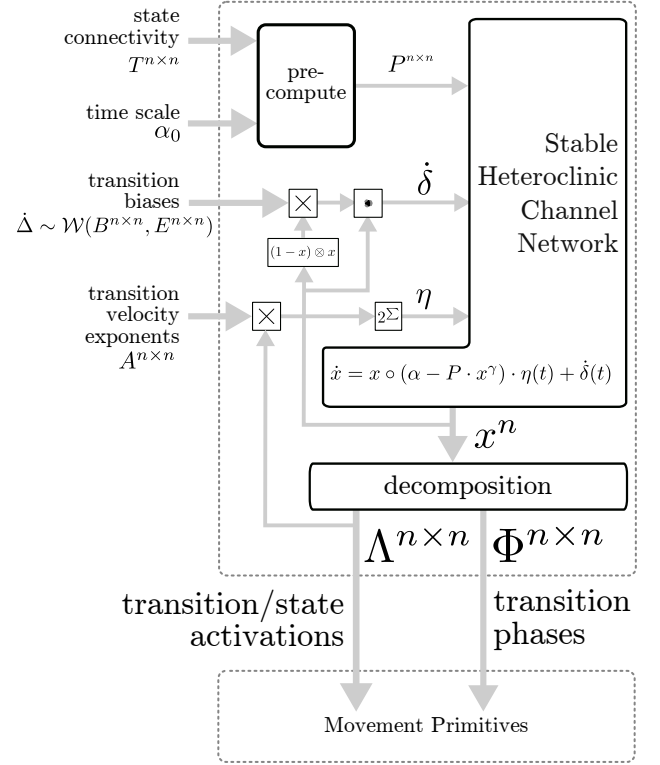 state
connectivity
T^{n×n}
time scale
α₀
pre-
compute
P^{n×n}
Stable
Heteroclinic
Channel
Network
transition
biases
Δ̇ ∼ 𝒲(B^{n×n}, E^{n×n})
×
•
δ̇
(1 − x) ⊗ x
transition
velocity
exponents
A^{n×n}
×
2^Σ
η
ẋ = x ∘ (α − P · x^γ) · η(t) + δ̇(t)
x^n
decomposition
Λ^{n×n} Φ^{n×n}
transition/state
activations
transition
phases
Movement Primitives